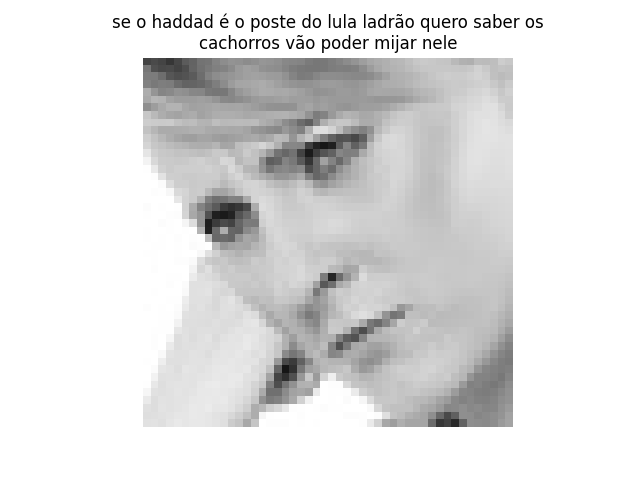 se o haddad é o poste do lula ladrão quero saber os
cachorros vão poder mijar nele